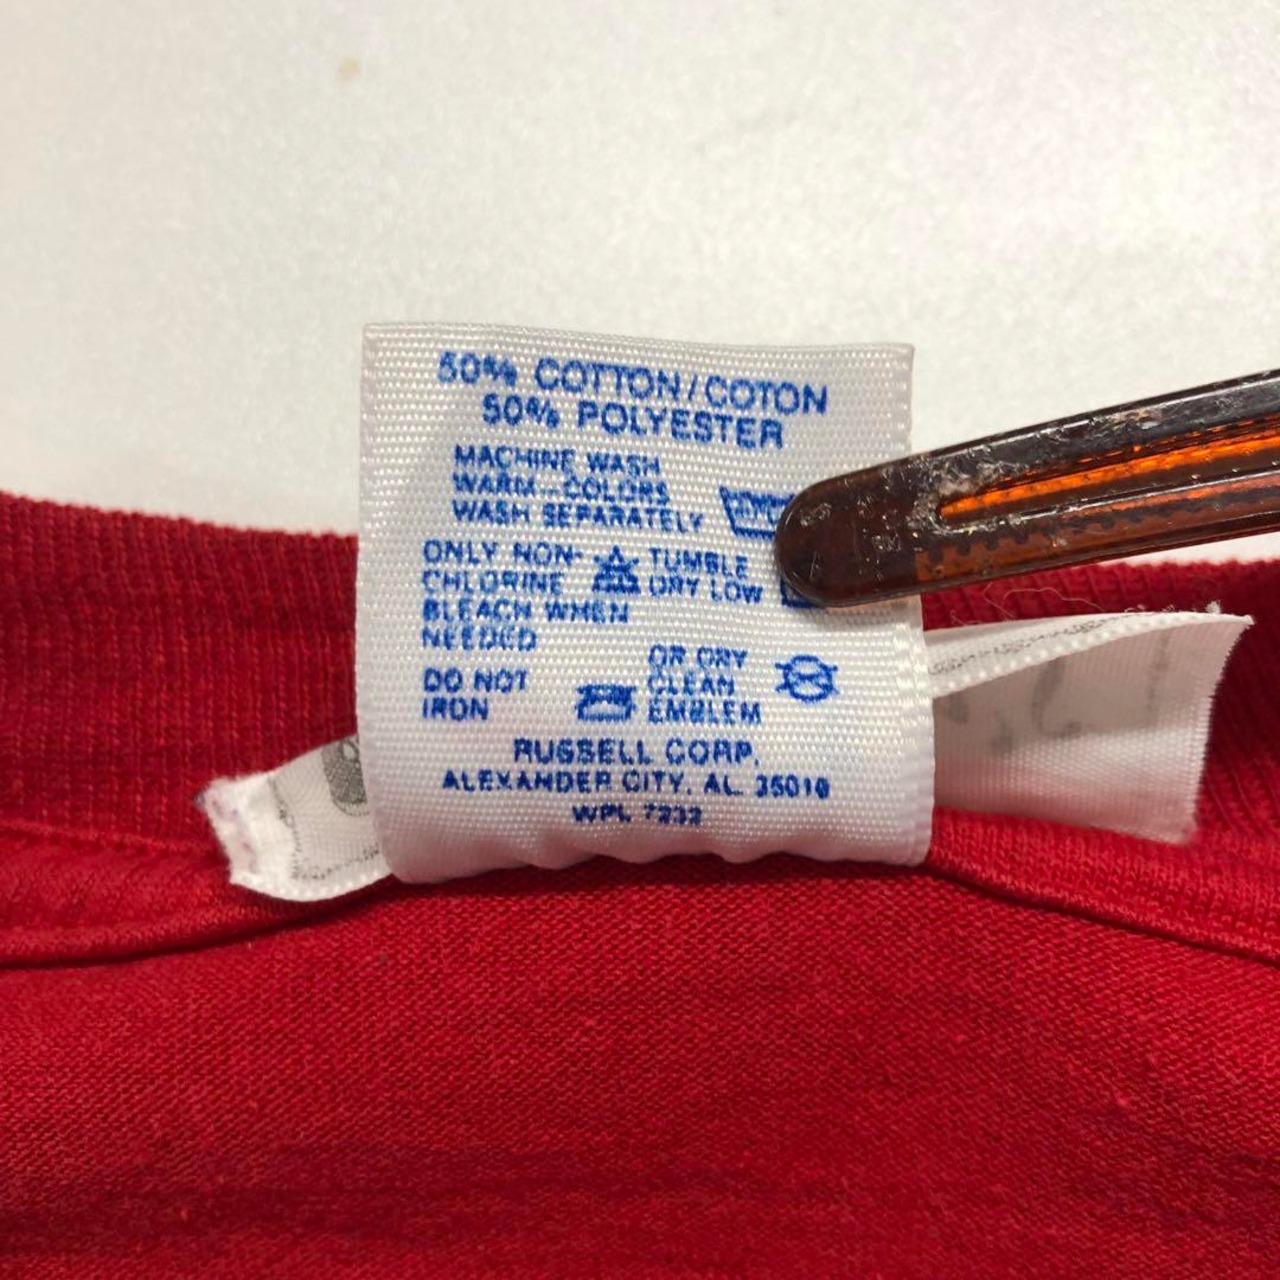 50% COTTON/COTON
50% POLYESTER
MACHINE WASH
WARM - COLORS
WASH SEPARATELY
ONLY NON-
CHLORINE
BLEACH WHEN
NEEDED
TUMBLE
DRY LOW
DO NOT
IRON
OR DRY
CLEAN
EMBLEM
RUSSELL CORP.
ALEXANDER CITY, AL 35010
WPL 7232